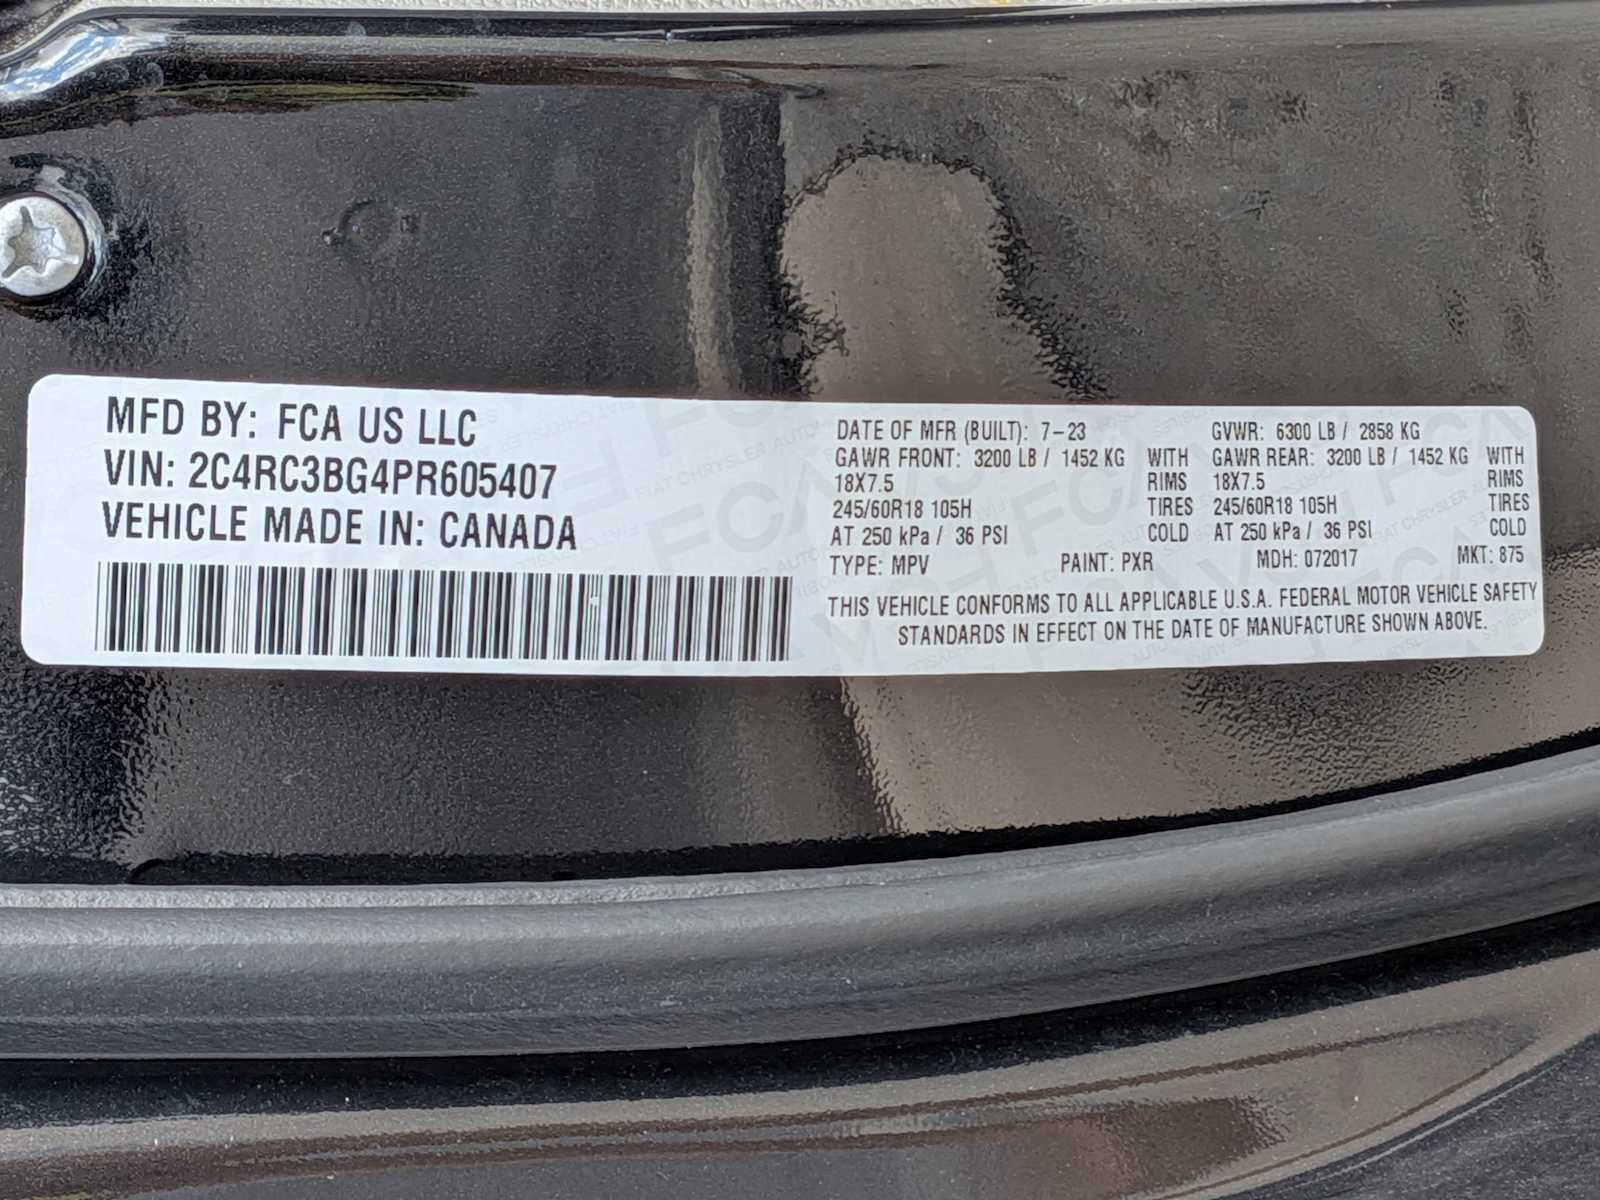 MFD BY: FCA US LLC
VIN: 2C4RC3BG4PR605407
VEHICLE MADE IN: CANADA
DATE OF MFR (BUILT): 7-23 GVWR: 6300 LB / 2858 KG
GAWR FRONT: 3200 LB / 1452 KG WITH GAWR REAR: 3200 LB / 1452 KG WITH
18X7.5 RIMS 18X7.5 RIMS
245/60R18 105H TIRES 245/60R18 105H TIRES
AT 250 kPa / 36 PSI COLD AT 250 kPa / 36 PSI COLD
TYPE: MPV PAINT: PXR MDH: 072017 MKT: 875
THIS VEHICLE CONFORMS TO ALL APPLICABLE U.S.A. FEDERAL MOTOR VEHICLE SAFETY
STANDARDS IN EFFECT ON THE DATE OF MANUFACTURE SHOWN ABOVE.